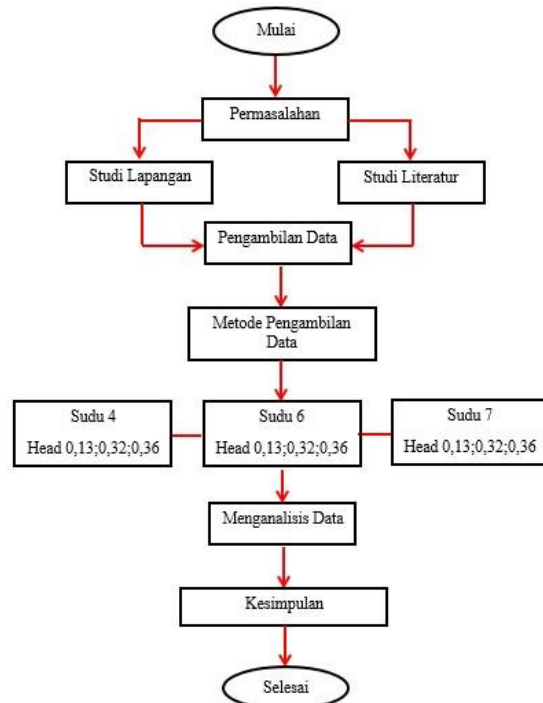 Mulai
Permasalahan
Studi Lapangan
Studi Literatur
Pengambilan Data
Metode Pengambilan
Data
Sudu 4
Head 0,13;0,32;0,36
Sudu 6
Head 0,13;0,32;0,36
Sudu 7
Head 0,13;0,32;0,36
Menganalisis Data
Kesimpulan
Selesai